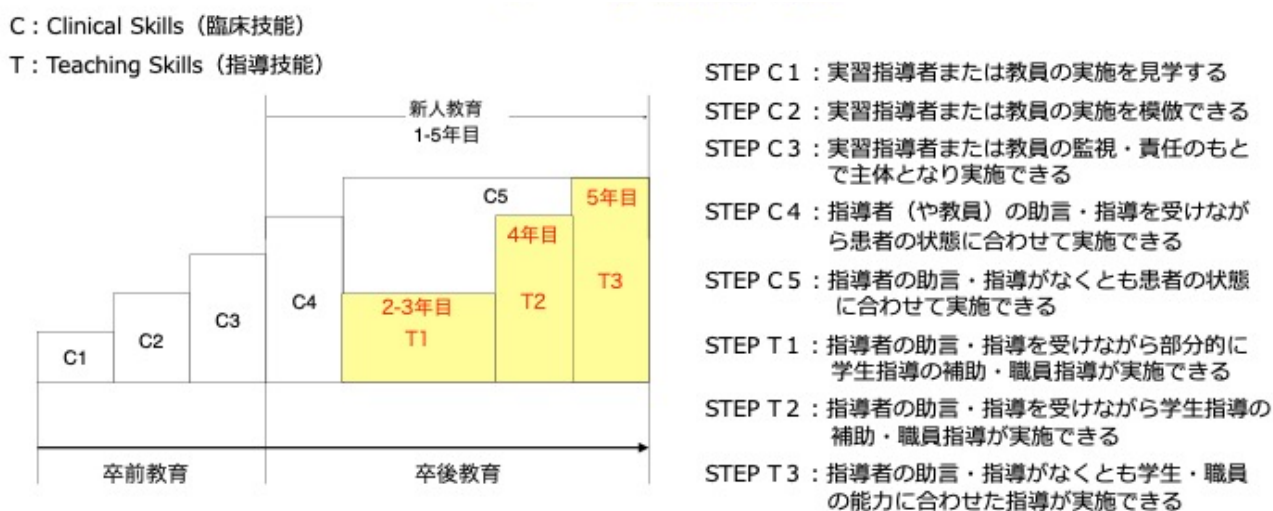 C：Clinical Skills（臨床技能）
T：Teaching Skills（指導技能）
新人教育
1-5年目
C5
5年目
4年目
2-3年目
T1
T2
T3
C4
C3
C2
C1
卒前教育
卒後教育
STEP C１：実習指導者または教員の実施を見学する
STEP C２：実習指導者または教員の実施を模倣できる
STEP C３：実習指導者または教員の監視・責任のもと
で主体となり実施できる
STEP C４：指導者（や教員）の助言・指導を受けなが
ら患者の状態に合わせて実施できる
STEP C５：指導者の助言・指導がなくとも患者の状態
に合わせて実施できる
STEP T１：指導者の助言・指導を受けながら部分的に
学生指導の補助・職員指導が実施できる
STEP T２：指導者の助言・指導を受けながら学生指導の
補助・職員指導が実施できる
STEP T３：指導者の助言・指導がなくとも学生・職員
の能力に合わせた指導が実施できる